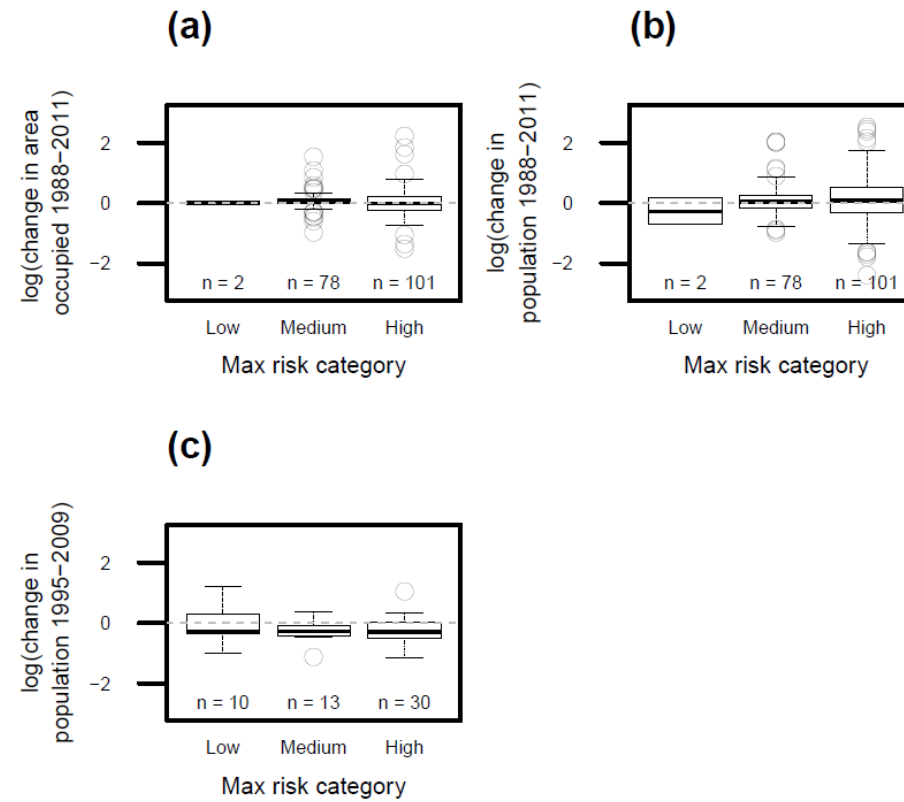 (a)
log(change in area
occupied 1988−2011)
2
0
−2
n = 2
n = 78
n = 101
Low
Medium
High
Max risk category
(b)
log(change in
population 1988−2011)
2
0
−2
n = 2
n = 78
n = 101
Low
Medium
High
Max risk category
(c)
log(change in
population 1995−2009)
2
0
−2
n = 10
n = 13
n = 30
Low
Medium
High
Max risk category